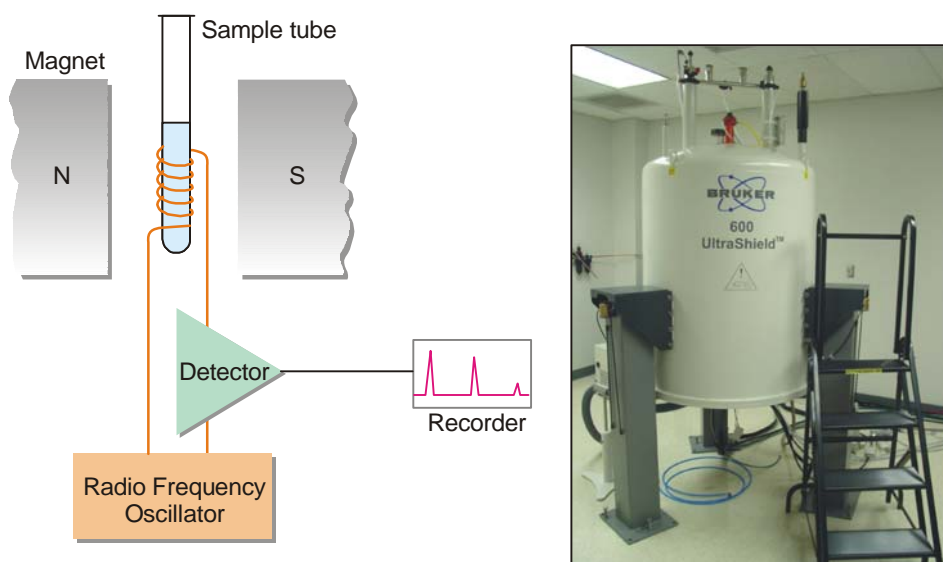 Sample tube
Magnet
N
S
Detector
Recorder
Radio Frequency
Oscillator
BRUKER
600
UltraShield™